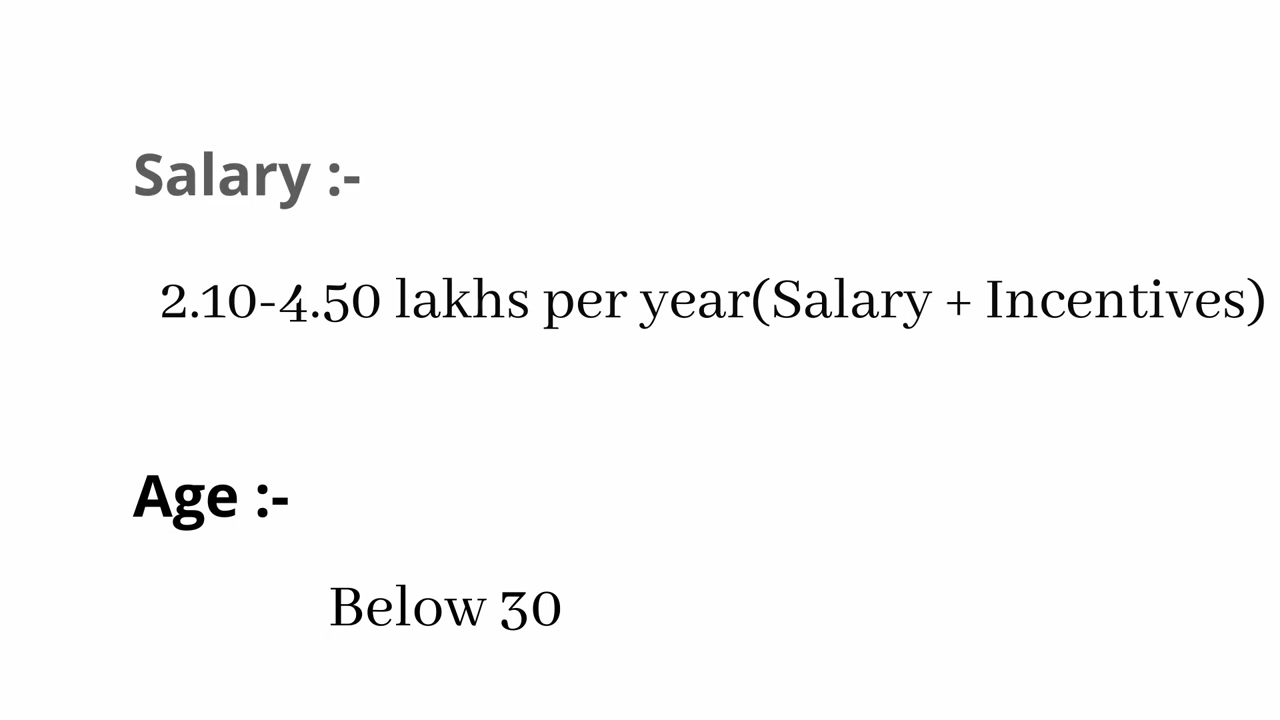 Salary :-
2.10-4.50 lakhs per year(Salary + Incentives)
Age :-
Below 30